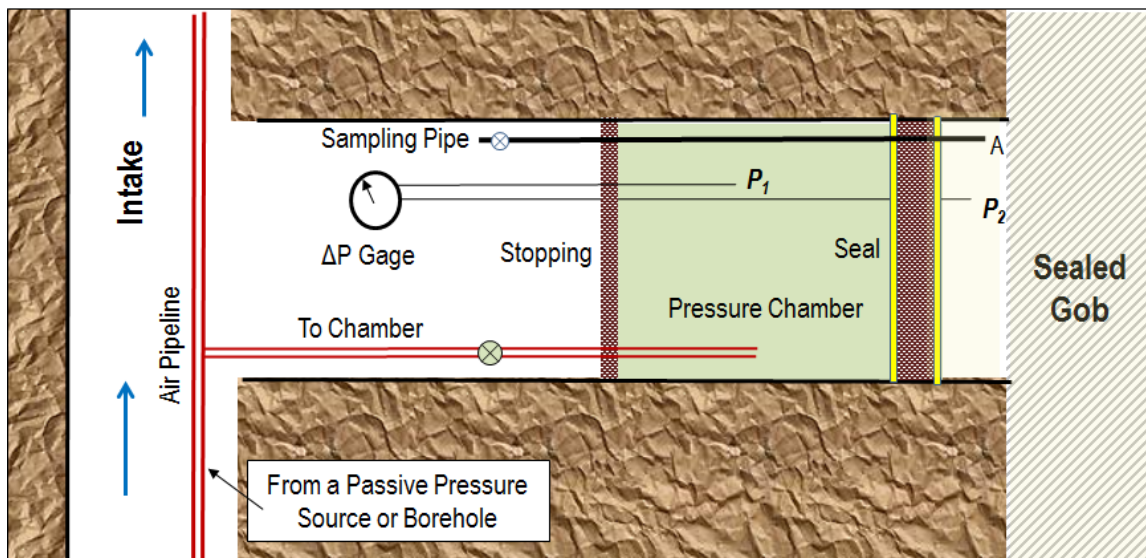 Sampling Pipe
A
P1
P2
ΔP Gage
Stopping
Seal
Pressure Chamber
Sealed
Gob
Intake
Air Pipeline
To Chamber
From a Passive Pressure
Source or Borehole